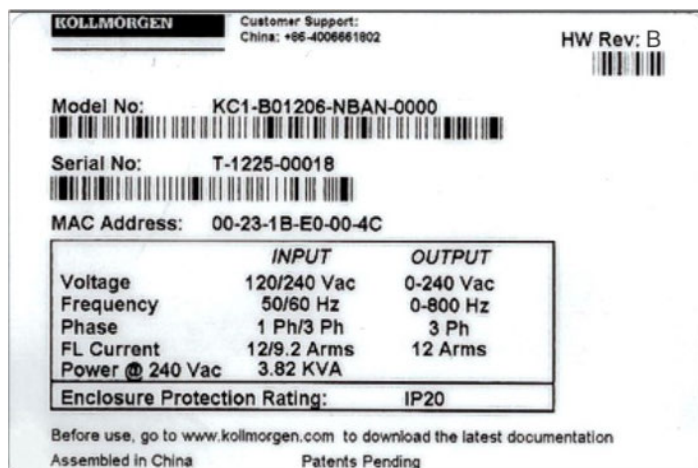 KOLLMORGEN
Customer Support:
China: +86-4006661802
HW Rev: B
Model No: KC1-B01206-NBAN-0000
Serial No: T-1225-00018
MAC Address: 00-23-1B-E0-00-4C
INPUT OUTPUT
Voltage 120/240 Vac 0-240 Vac
Frequency 50/60 Hz 0-800 Hz
Phase 1 Ph/3 Ph 3 Ph
FL Current 12/9.2 Arms 12 Arms
Power @ 240 Vac 3.82 KVA
Enclosure Protection Rating: IP20
Before use, go to www.kollmorgen.com to download the latest documentation
Assembled in China Patents Pending